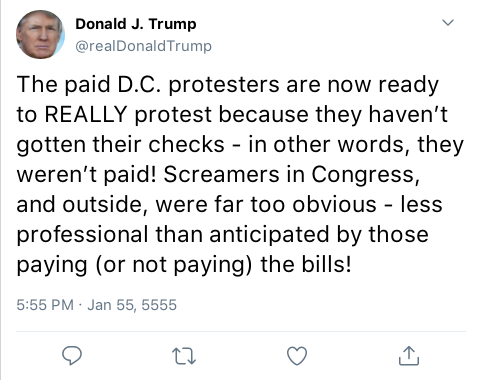 Donald J. Trump
@realDonaldTrump
The paid D.C. protesters are now ready
to REALLY protest because they haven’t
gotten their checks - in other words, they
weren’t paid! Screamers in Congress,
and outside, were far too obvious - less
professional than anticipated by those
paying (or not paying) the bills!
5:55 PM · Jan 55, 5555